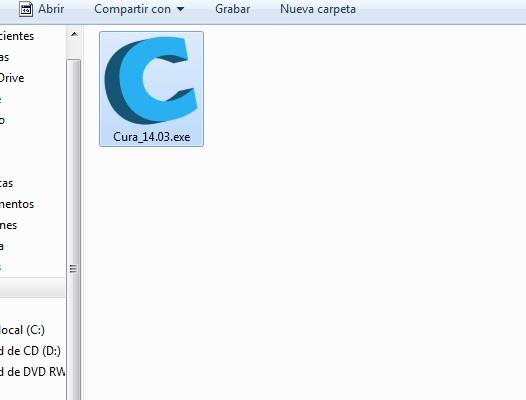 Abrir
Compartir con
Grabar
Nueva carpeta
cientes
as
Drive
e
o
cas
mentos
nes
a
s
local (C:)
d de CD (D:)
d de DVD RW
Cura_14.03.exe